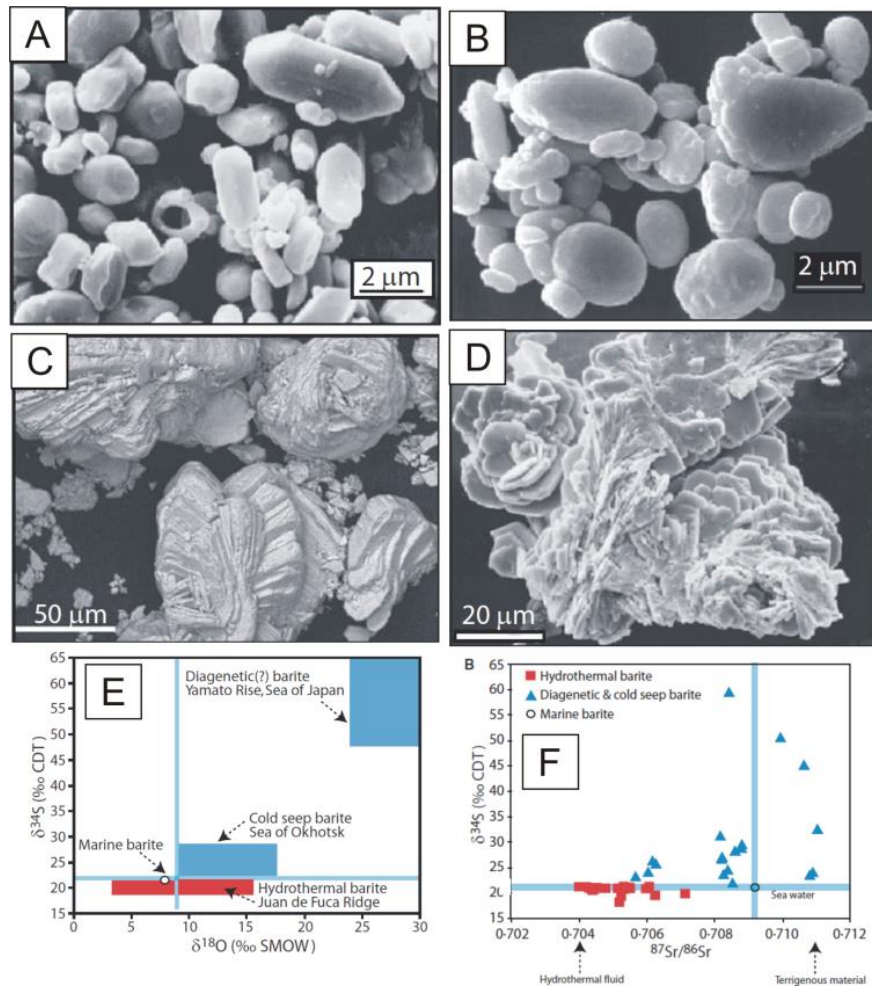 A
2 μm
B
2 μm
C
50 μm
D
20 μm
E
65
60
55
50
45
40
35
30
25
20
15
δ34S (‰ CDT)
Diagenetic(?) barite
Yamato Rise, Sea of Japan
Cold seep barite
Sea of Okhotsk
Marine barite
Hydrothermal barite
Juan de Fuca Ridge
0 5 10 15 20 25 30
δ18O (‰ SMOW)
B
F
65
60
55
50
45
40
35
30
25
20
15
δ34S (‰ CDT)
Hydrothermal barite
Diagenetic & cold seep barite
Marine barite
Sea water
0·702 0·704 0·706 0·708 0·710 0·712
87Sr/86Sr
Hydrothermal fluid
Terrigenous material